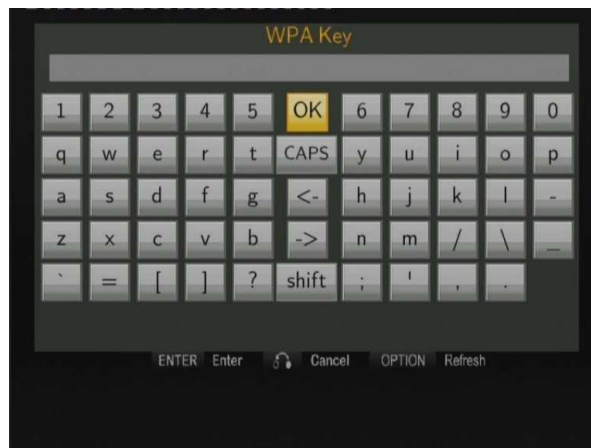 WPA Key
1 2 3 4 5 OK 6 7 8 9 0
q w e r t CAPS y u i o p
a s d f g <- h j k l -
z x c v b -> n m / \ _
` = [ ] ? shift ; ' , .
ENTER Enter Cancel OPTION Refresh